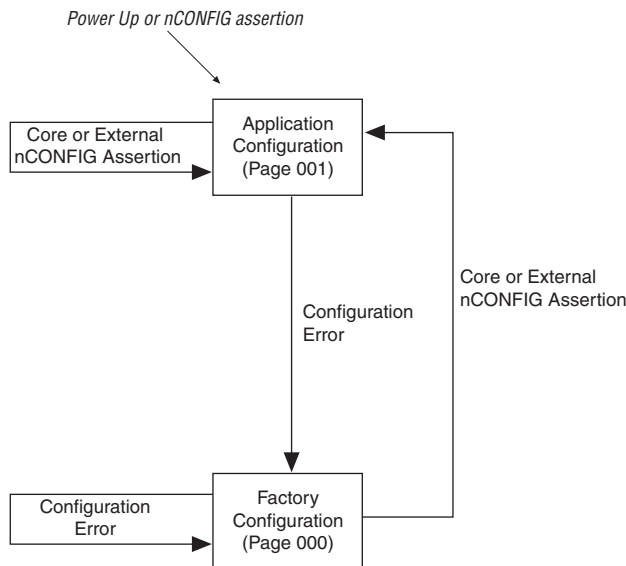 Power Up or nCONFIG assertion
Application
Configuration
(Page 001)
Core or External
nCONFIG Assertion
Core or External
nCONFIG Assertion
Configuration
Error
Factory
Configuration
(Page 000)
Configuration
Error